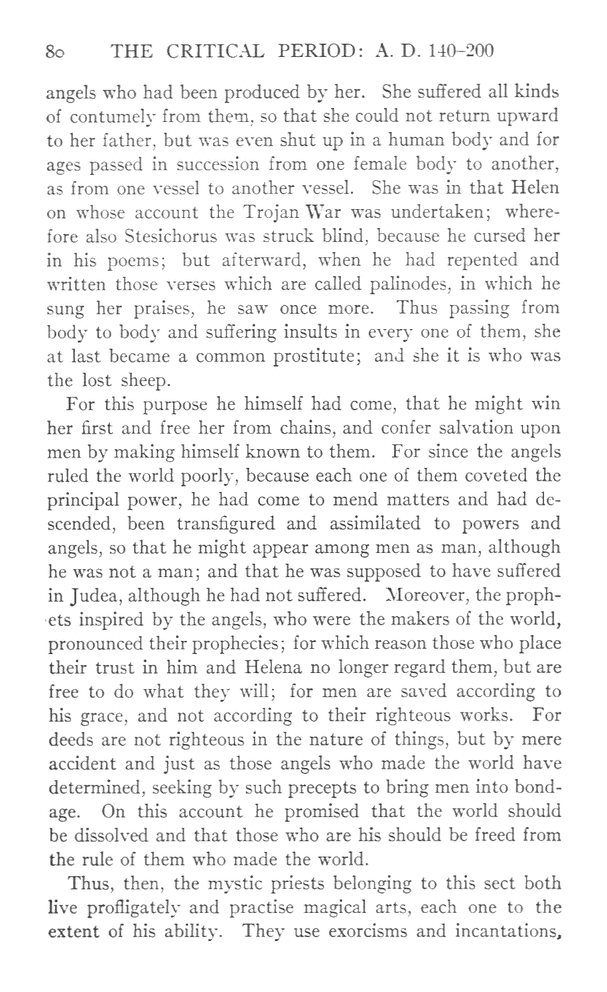 80 THE CRITICAL PERIOD: A. D. 140–200
angels who had been produced by her. She suffered all kinds
of contumely from them, so that she could not return upward
to her father, but was even shut up in a human body and for
ages passed in succession from one female body to another,
as from one vessel to another vessel. She was in that Helen
on whose account the Trojan War was undertaken; where-
fore also Stesichorus was struck blind, because he cursed her
in his poems; but afterward, when he had repented and
written those verses which are called palinodes, in which he
sung her praises, he saw once more. Thus passing from
body to body and suffering insults in every one of them, she
at last became a common prostitute; and she it is who was
the lost sheep.
For this purpose he himself had come, that he might win
her first and free her from chains, and confer salvation upon
men by making himself known to them. For since the angels
ruled the world poorly, because each one of them coveted the
principal power, he had come to mend matters and had de-
scended, been transfigured and assimilated to powers and
angels, so that he might appear among men as man, although
he was not a man; and that he was supposed to have suffered
in Judea, although he had not suffered. Moreover, the proph-
ets inspired by the angels, who were the makers of the world,
pronounced their prophecies; for which reason those who place
their trust in him and Helena no longer regard them, but are
free to do what they will; for men are saved according to
his grace, and not according to their righteous works. For
deeds are not righteous in the nature of things, but by mere
accident and just as those angels who made the world have
determined, seeking by such precepts to bring men into bond-
age. On this account he promised that the world should
be dissolved and that those who are his should be freed from
the rule of them who made the world.
Thus, then, the mystic priests belonging to this sect both
live profligately and practise magical arts, each one to the
extent of his ability. They use exorcisms and incantations,